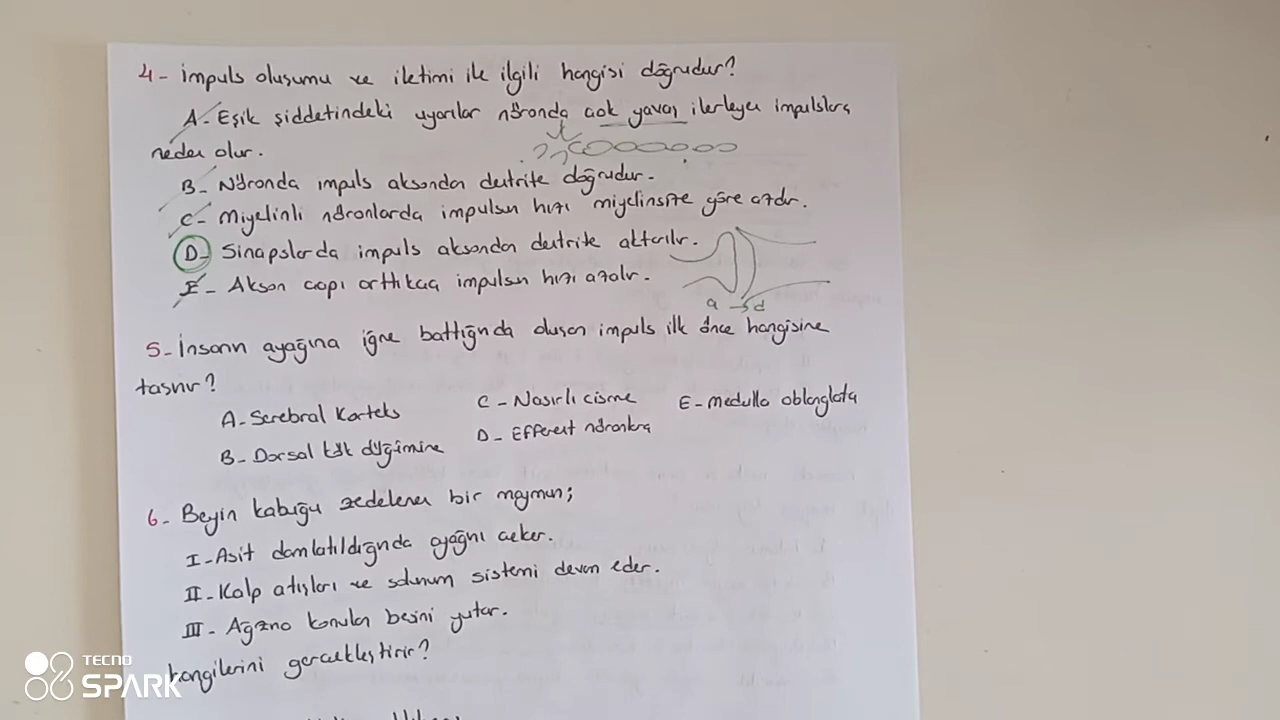 4- İmpuls oluşumu ve iletimi ile ilgili hangisi doğrudur?
A- Eşik şiddetindeki uyarılar nöronda çok yavaş ilerleyen impulslara
neden olur.
B- Nöronda impuls aksondan dentrite doğrudur.
C- Miyelinli nöronlarda impulsun hızı miyelinsize göre azdır.
D- Sinapslarda impuls aksondan dentrite aktarılır.
E- Akson çapı arttıkça impulsun hızı azalır.
a → d
5- İnsanın ayağına iğne battığında oluşan impuls ilk önce hangisine
taşınır?
A- Serebral Korteks
C- Nasırlı cisme
E- medulla oblanglata
B- Dorsal kök düğümüne
D- Efferent nöronlara
6- Beyin kabuğu zedelenen bir maymun;
I- Asit damlatıldığında ayağını çeker.
II- Kalp atışları ve solunum sistemi devam eder.
III- Ağzına konulan besini yutar.
hangilerini gerçekleştirir?
TECNO
SPARK